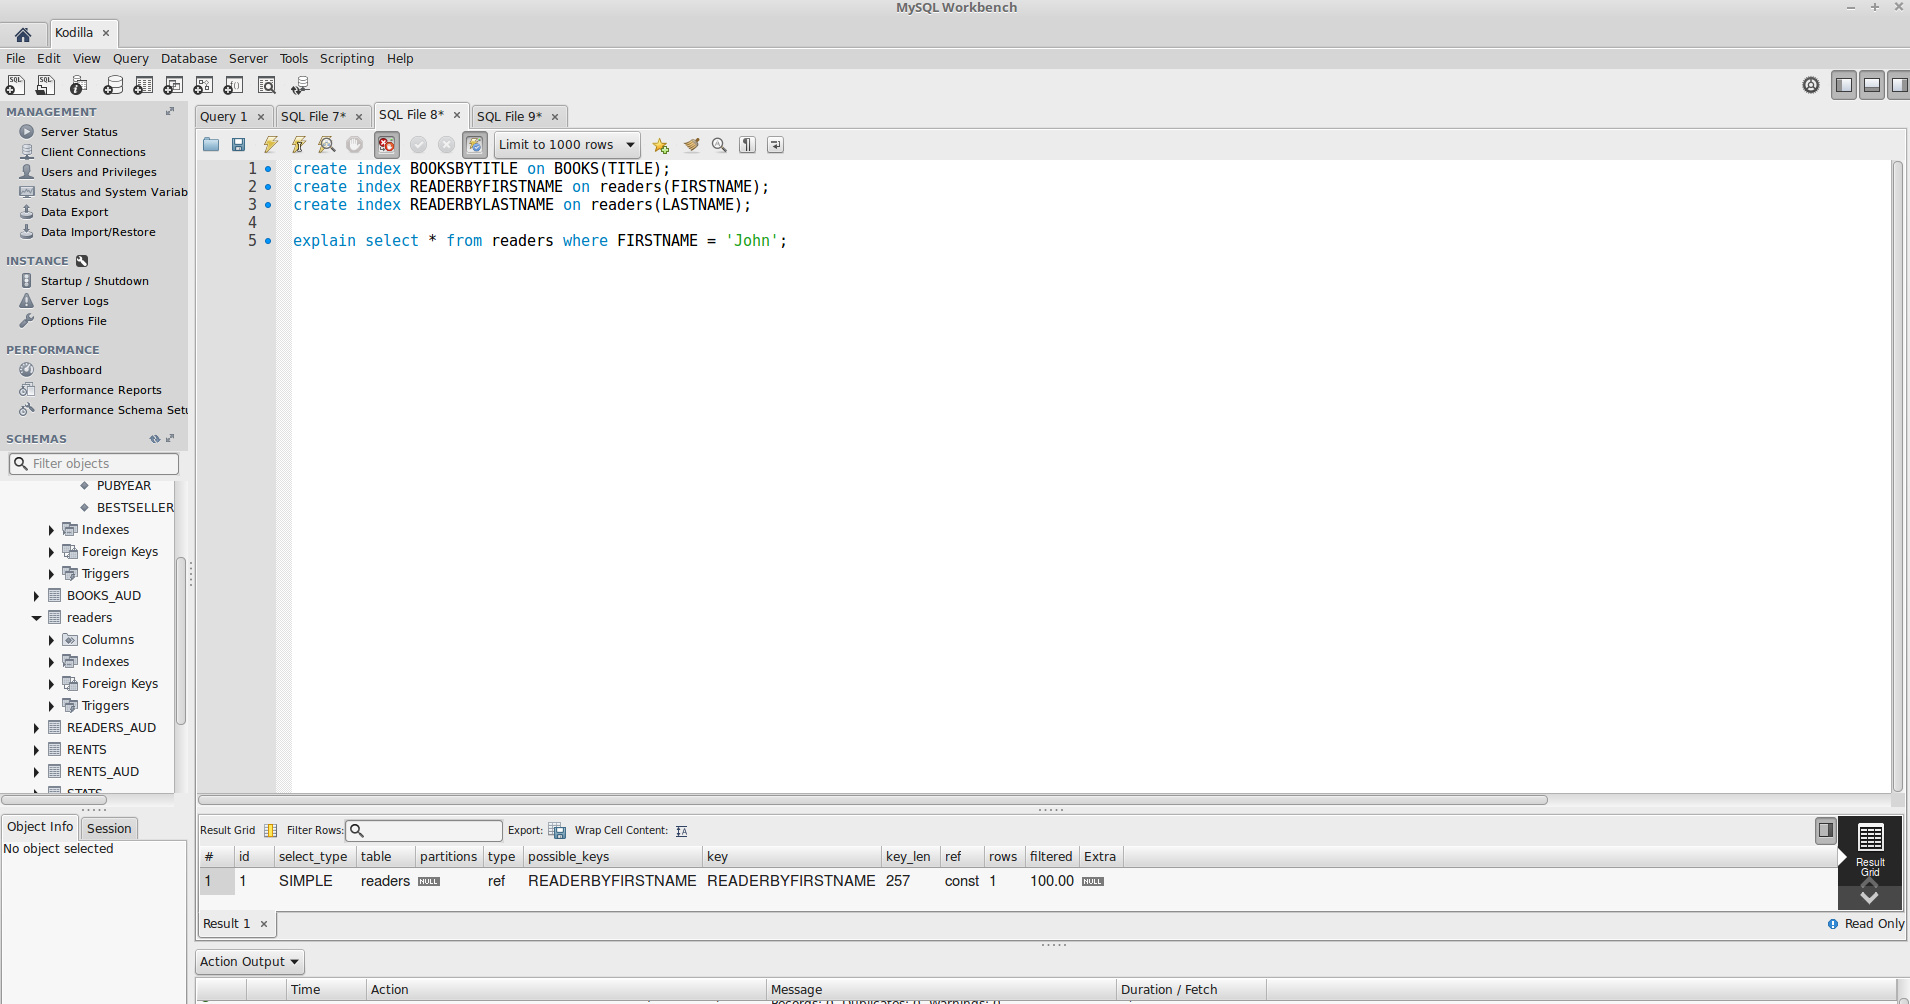 MySQL Workbench
Kodilla ×
File Edit View Query Database Server Tools Scripting Help
MANAGEMENT
Server Status
Client Connections
Users and Privileges
Status and System Variab
Data Export
Data Import/Restore
INSTANCE
Startup / Shutdown
Server Logs
Options File
PERFORMANCE
Dashboard
Performance Reports
Performance Schema Setu
SCHEMAS
Filter objects
PUBYEAR
BESTSELLER
Indexes
Foreign Keys
Triggers
BOOKS_AUD
readers
Columns
Indexes
Foreign Keys
Triggers
READERS_AUD
RENTS
RENTS_AUD
STATS
Object Info Session
No object selected
Query 1 × SQL File 7* × SQL File 8* × SQL File 9* ×
Limit to 1000 rows
1 create index BOOKSBYTITLE on BOOKS(TITLE);
2 create index READERBYFIRSTNAME on readers(FIRSTNAME);
3 create index READERBYLASTNAME on readers(LASTNAME);
4
5 explain select * from readers where FIRSTNAME = 'John';
Result Grid Filter Rows: Export: Wrap Cell Content:
# id select_type table partitions type possible_keys key key_len ref rows filtered Extra
1 1 SIMPLE readers NULL ref READERBYFIRSTNAME READERBYFIRSTNAME 257 const 1 100.00 NULL
Result
Grid
Result 1 × Read Only
Action Output
Time Action Message Duration / Fetch
Records: 0 Duplicates: 0 Warnings: 0